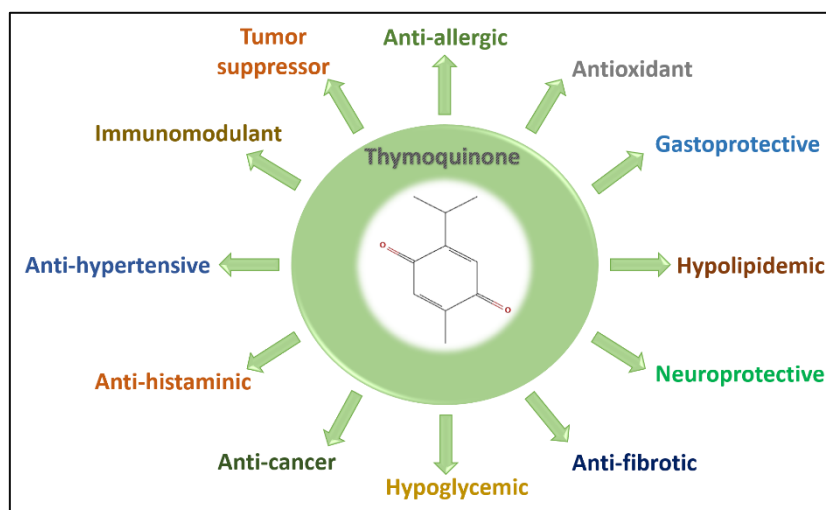 Tumor
suppressor
Anti-allergic
Antioxidant
Immunomodulant
Thymoquinone
Gastoprotective
O
O
Anti-hypertensive
Hypolipidemic
Anti-histaminic
Neuroprotective
Anti-cancer
Hypoglycemic
Anti-fibrotic